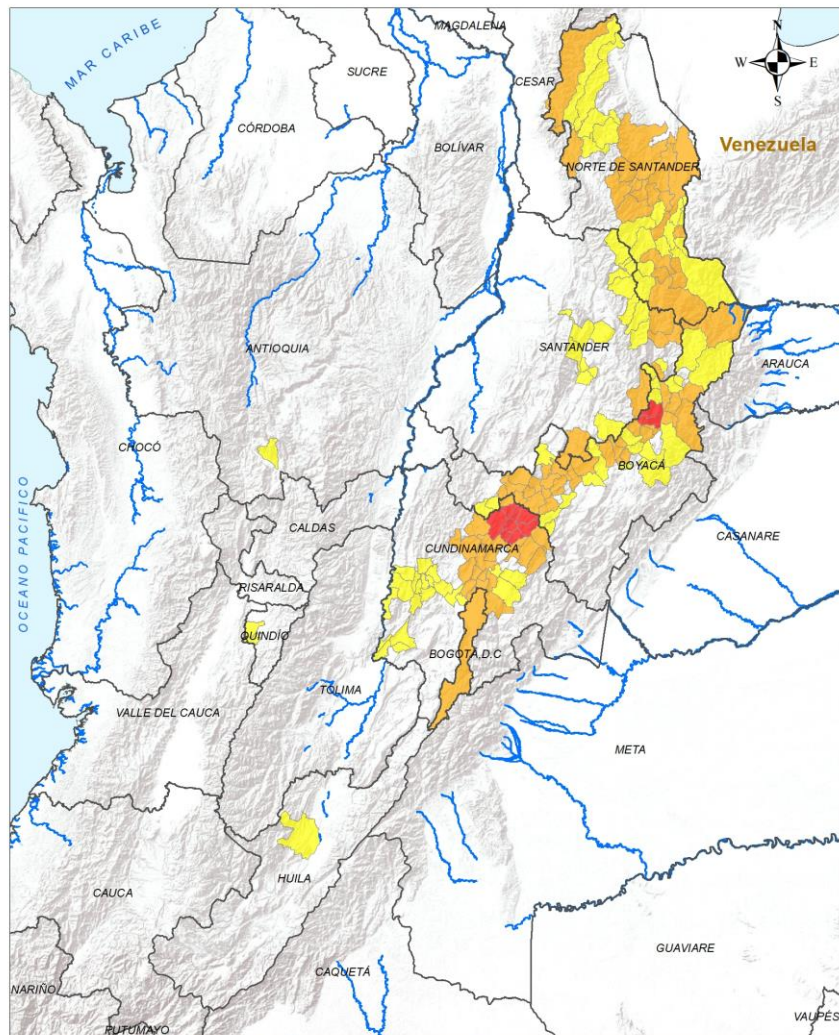 MAGDALENA
N
MAR CARIBE
SUCRE
W
E
CESAR
S
CÓRDOBA
Venezuela
BOLÍVAR
NORTE DE SANTANDER
ANTIOQUIA
SANTANDER
ARAUCA
CHOCÓ
BOYACÁ
CALDAS
CASANARE
CUNDINAMARCA
OCEANO PACIFICO
RISARALDA
QUINDÍO
BOGOTÁ, D.C
TOLIMA
VALLE DEL CAUCA
META
HUILA
CAUCA
GUAVIARE
CAQUETÁ
NARIÑO
VAUPÉS
PUTUMAYO